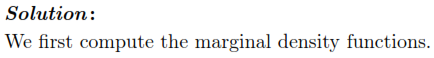 Solution:
We first compute the marginal density functions.